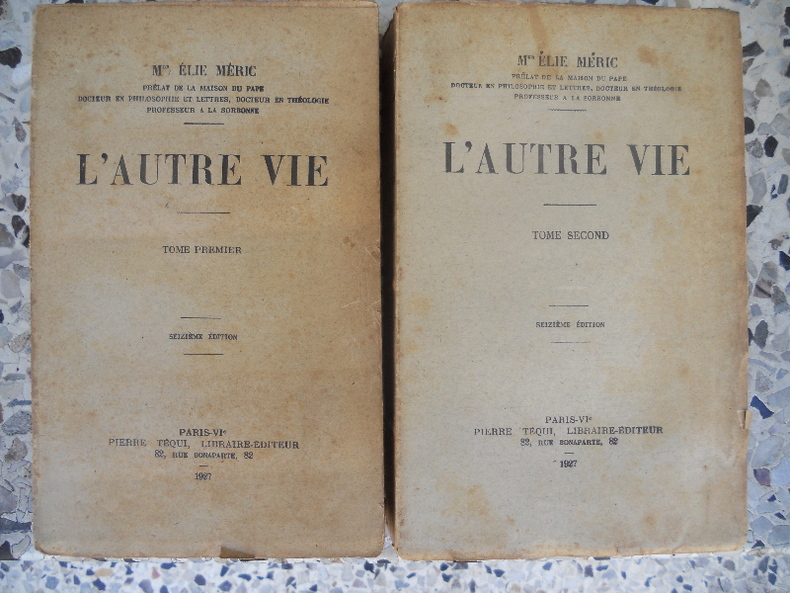 Mgr ÉLIE MÉRIC
PRÉLAT DE LA MAISON DU PAPE
DOCTEUR EN PHILOSOPHIE ET LETTRES, DOCTEUR EN THÉOLOGIE
PROFESSEUR A LA SORBONNE
L'AUTRE VIE
TOME PREMIER
SEIZIÈME ÉDITION
PARIS-VIe
PIERRE TÉQUI, LIBRAIRE-ÉDITEUR
82, RUE BONAPARTE, 82
1927
Mgr ÉLIE MÉRIC
PRÉLAT DE LA MAISON DU PAPE
DOCTEUR EN PHILOSOPHIE ET LETTRES, DOCTEUR EN THÉOLOGIE
PROFESSEUR A LA SORBONNE
L'AUTRE VIE
TOME SECOND
SEIZIÈME ÉDITION
PARIS-VIe
PIERRE TÉQUI, LIBRAIRE-ÉDITEUR
82, RUE BONAPARTE, 82
1927